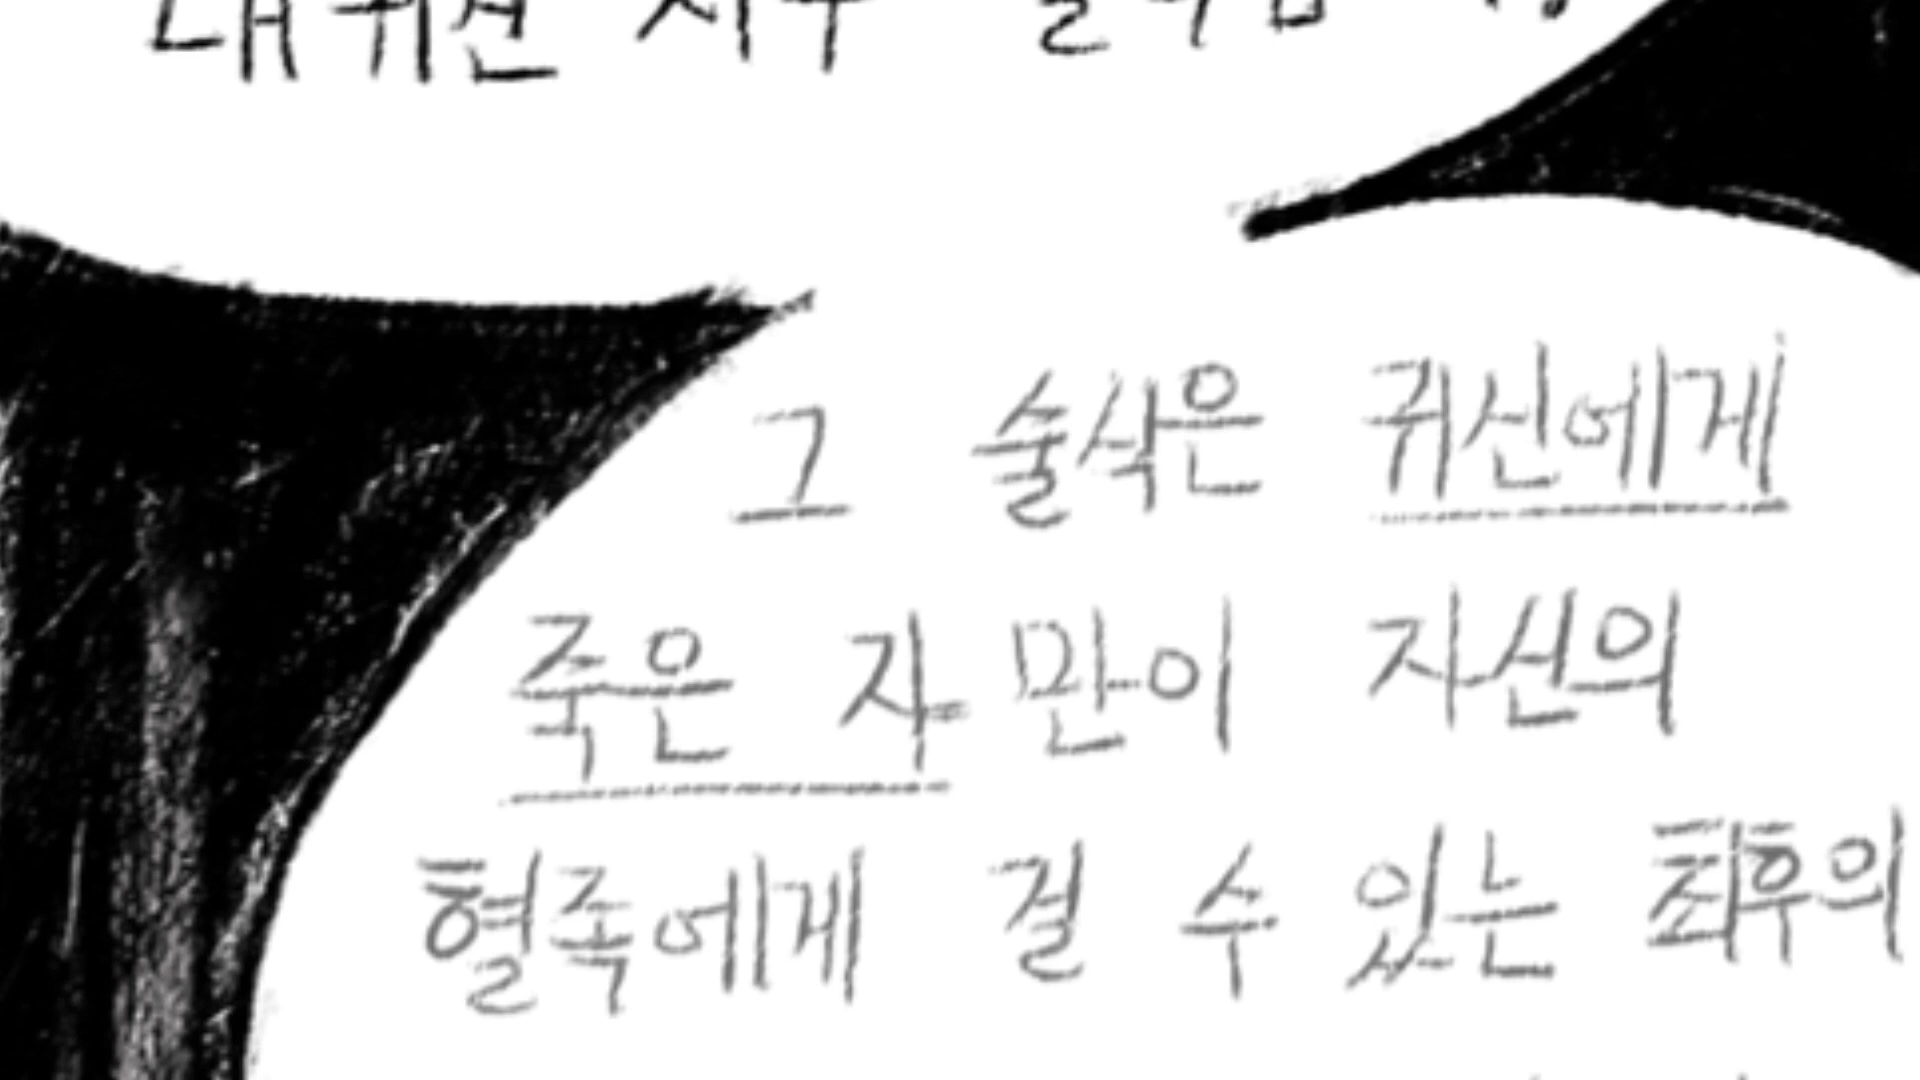 그 술식은 귀신에게
죽은 자만이 자신의
혈족에게 걸 수 있는 최후의